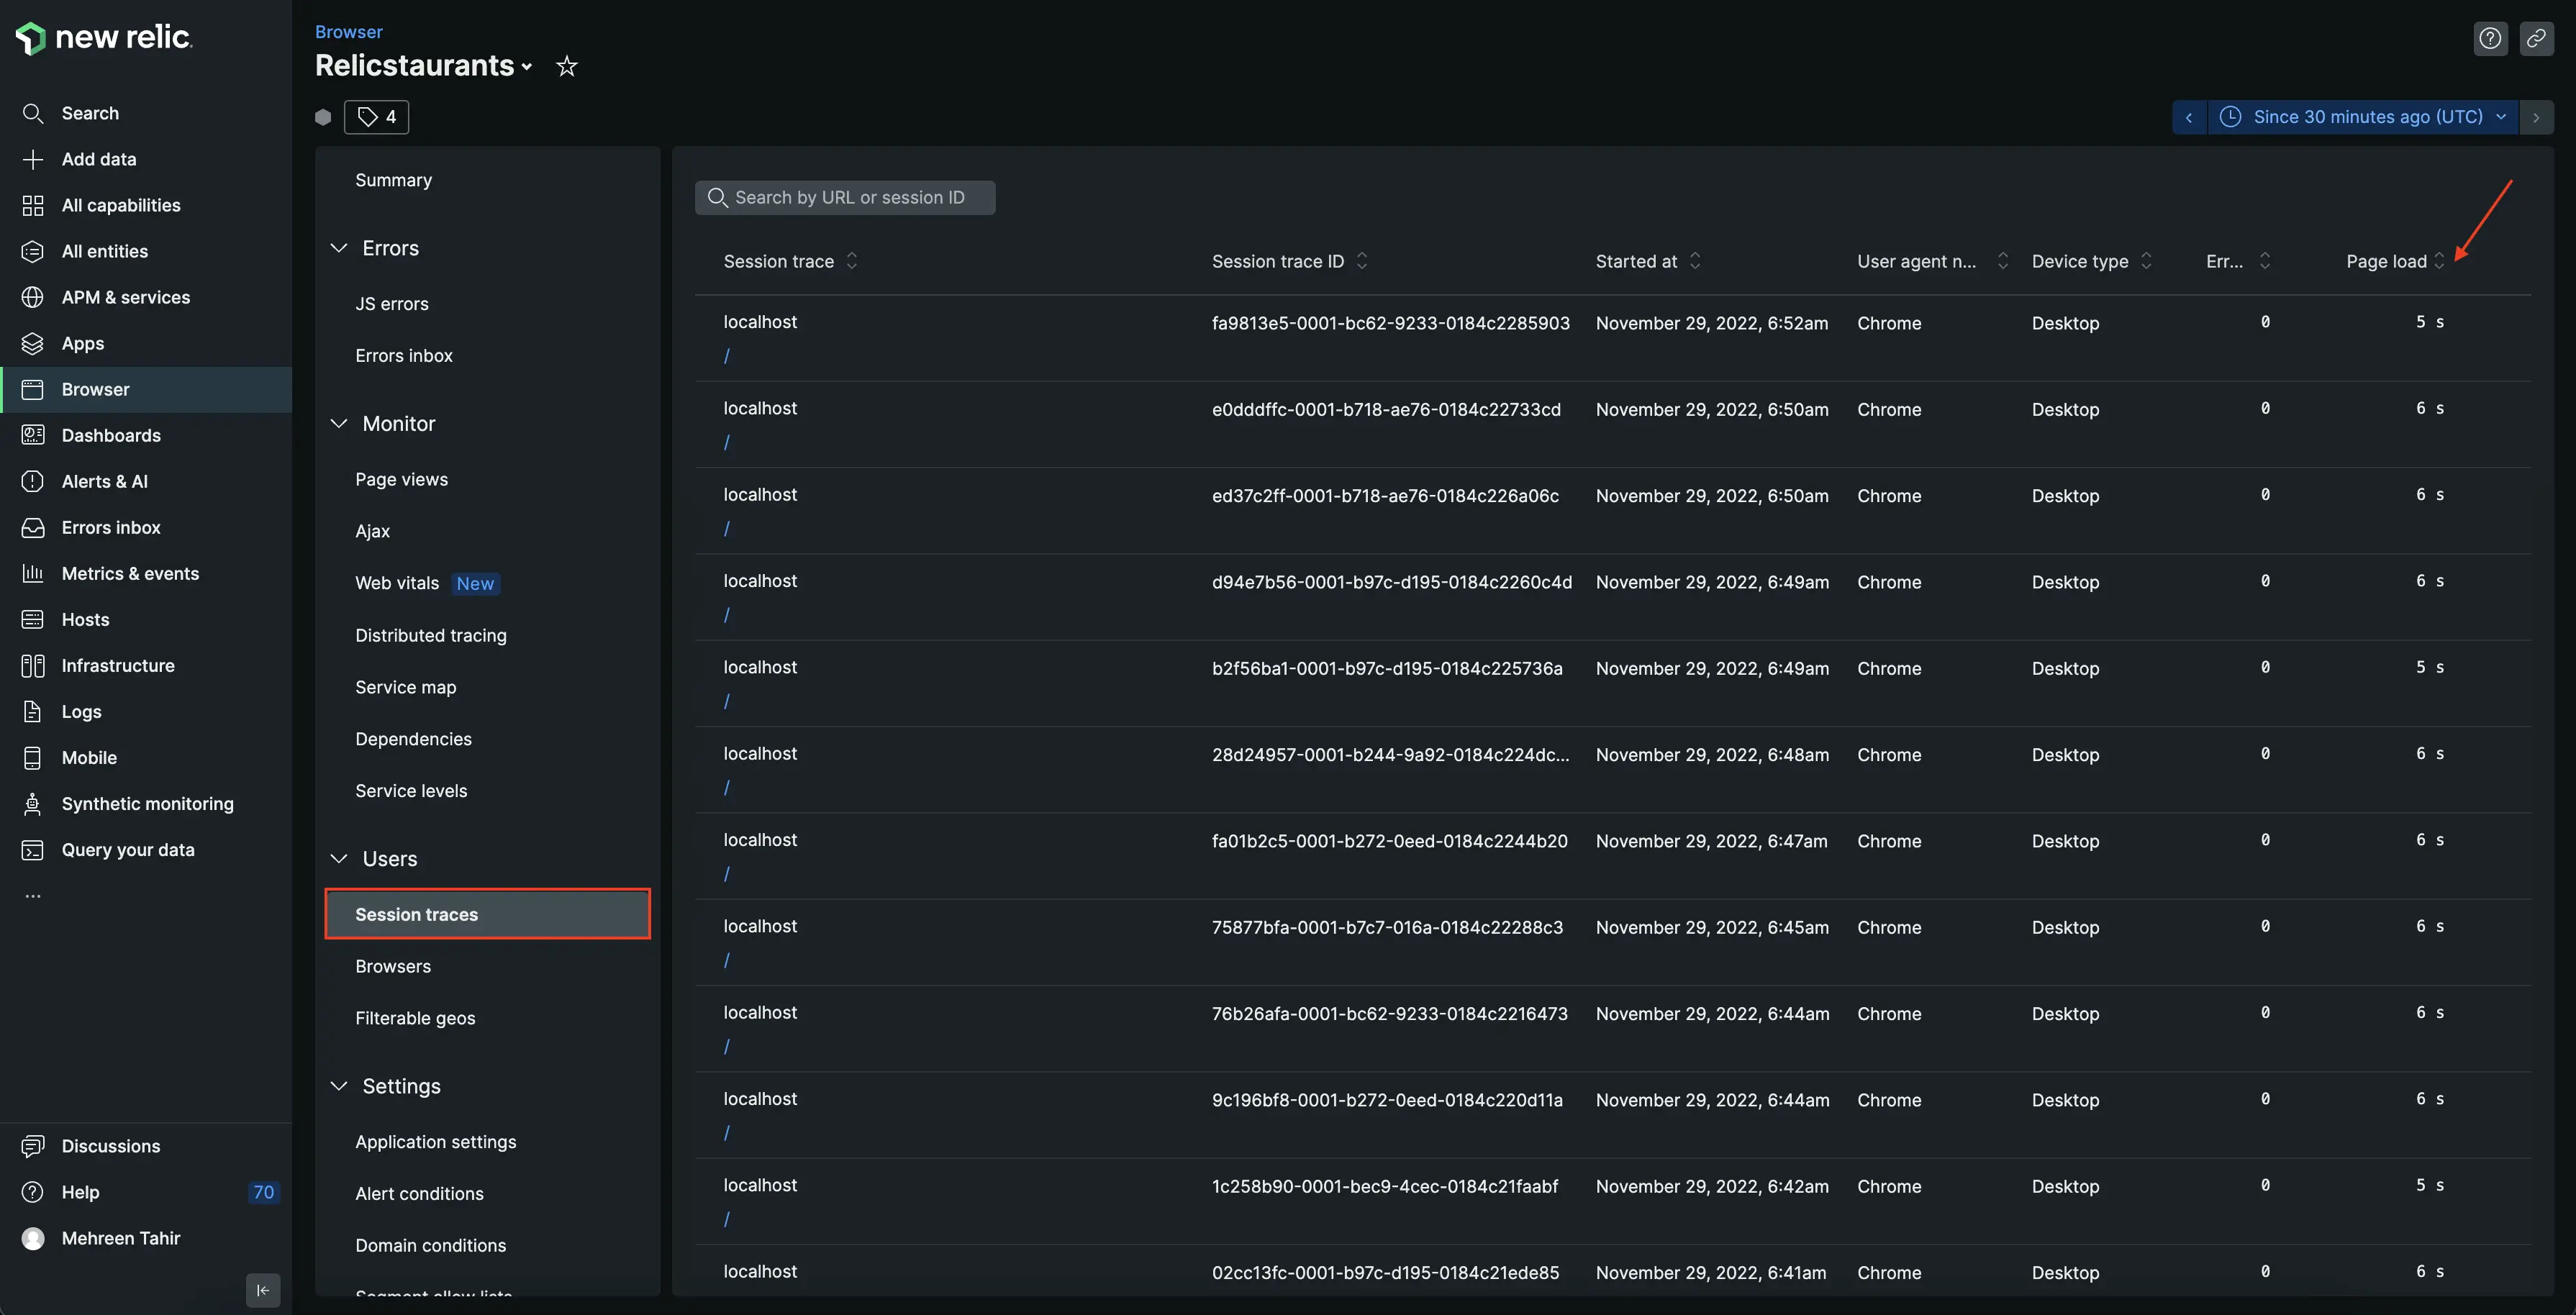 new relic.
Search
Add data
All capabilities
All entities
APM & services
Apps
Browser
Dashboards
Alerts & AI
Errors inbox
Metrics & events
Hosts
Infrastructure
Logs
Mobile
Synthetic monitoring
Query your data
...
Discussions
Help 70
Mehreen Tahir
Browser
Relicstaurants
4
Since 30 minutes ago (UTC)
Summary
Errors
JS errors
Errors inbox
Monitor
Page views
Ajax
Web vitals New
Distributed tracing
Service map
Dependencies
Service levels
Users
Session traces
Browsers
Filterable geos
Settings
Application settings
Alert conditions
Domain conditions
Segment allow lists
Search by URL or session ID
Session trace Session trace ID Started at User agent n... Device type Err... Page load
localhost fa9813e5-0001-bc62-9233-0184c2285903 November 29, 2022, 6:52am Chrome Desktop 0 5 s
/
localhost e0dddffc-0001-b718-ae76-0184c22733cd November 29, 2022, 6:50am Chrome Desktop 0 6 s
/
localhost ed37c2ff-0001-b718-ae76-0184c226a06c November 29, 2022, 6:50am Chrome Desktop 0 6 s
/
localhost d94e7b56-0001-b97c-d195-0184c2260c4d November 29, 2022, 6:49am Chrome Desktop 0 6 s
/
localhost b2f56ba1-0001-b97c-d195-0184c225736a November 29, 2022, 6:49am Chrome Desktop 0 5 s
/
localhost 28d24957-0001-b244-9a92-0184c224dc... November 29, 2022, 6:48am Chrome Desktop 0 6 s
/
localhost fa01b2c5-0001-b272-0eed-0184c2244b20 November 29, 2022, 6:47am Chrome Desktop 0 6 s
/
localhost 75877bfa-0001-b7c7-016a-0184c22288c3 November 29, 2022, 6:45am Chrome Desktop 0 6 s
/
localhost 76b26afa-0001-bc62-9233-0184c2216473 November 29, 2022, 6:44am Chrome Desktop 0 6 s
/
localhost 9c196bf8-0001-b272-0eed-0184c220d11a November 29, 2022, 6:44am Chrome Desktop 0 6 s
/
localhost 1c258b90-0001-bec9-4cec-0184c21faabf November 29, 2022, 6:42am Chrome Desktop 0 5 s
/
localhost 02cc13fc-0001-b97c-d195-0184c21ede85 November 29, 2022, 6:41am Chrome Desktop 0 6 s